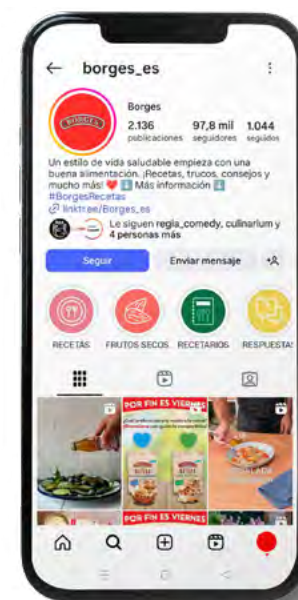 borges_es
BORGES
Borges
2.136
97,8 mil
1.044
publicaciones
seguidores
seguidos
Un estilo de vida saludable empieza con una
buena alimentación. ¡Recetas, trucos, consejos y
mucho más! ❤️ ⬇️ Más información ⬇️
#BorgesRecetas
linktree/Borges_es
Le siguen regia_comedy, culinarium y
4 personas más
Seguir
Enviar mensaje
RECETAS
FRUTOS SECOS
RECETARIOS
RESPUESTAS
POR FIN ES VIERNES
POR FIN ES VIERNES